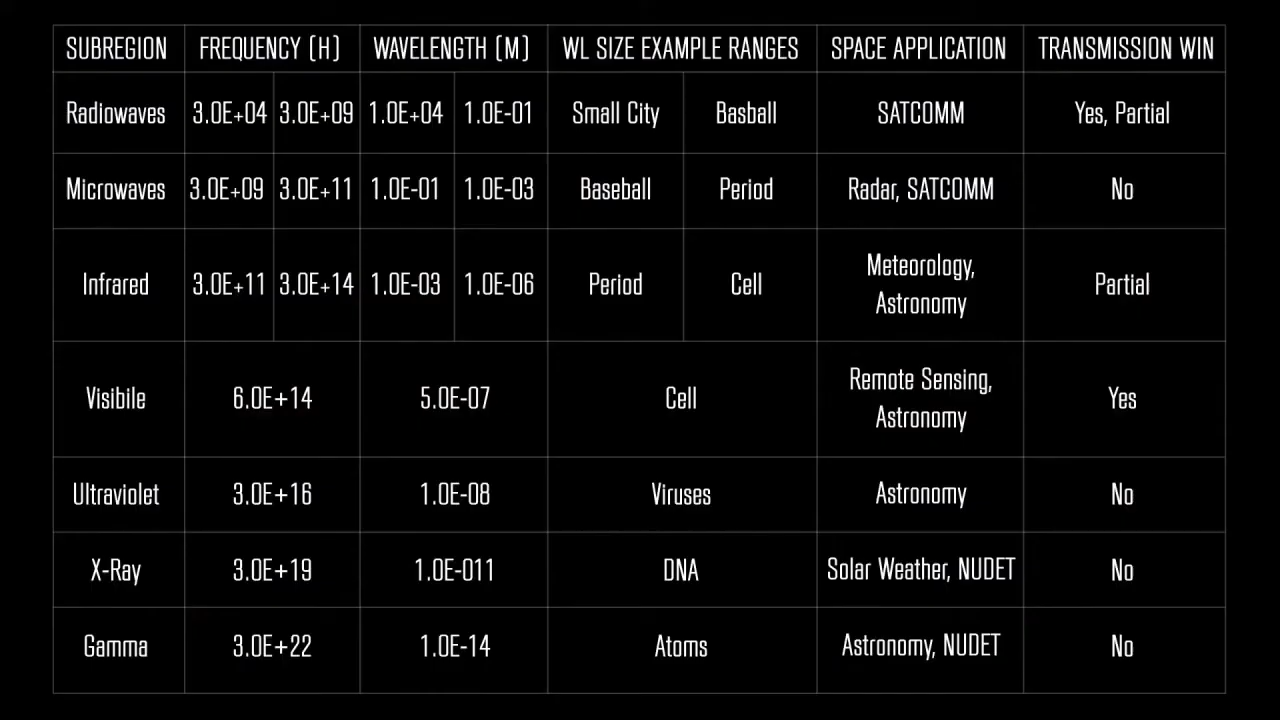 SUBREGION FREQUENCY (H) WAVELENGTH (M) WL SIZE EXAMPLE RANGES SPACE APPLICATION TRANSMISSION WIN
Radiowaves 3.0E+04 3.0E+09 1.0E+04 1.0E-01 Small City Basball SATCOMM Yes, Partial
Microwaves 3.0E+09 3.0E+11 1.0E-01 1.0E-03 Baseball Period Radar, SATCOMM No
Infrared 3.0E+11 3.0E+14 1.0E-03 1.0E-06 Period Cell Meteorology,
Astronomy Partial
Visibile 6.0E+14 5.0E-07 Cell Remote Sensing,
Astronomy Yes
Ultraviolet 3.0E+16 1.0E-08 Viruses Astronomy No
X-Ray 3.0E+19 1.0E-011 DNA Solar Weather, NUDET No
Gamma 3.0E+22 1.0E-14 Atoms Astronomy, NUDET No